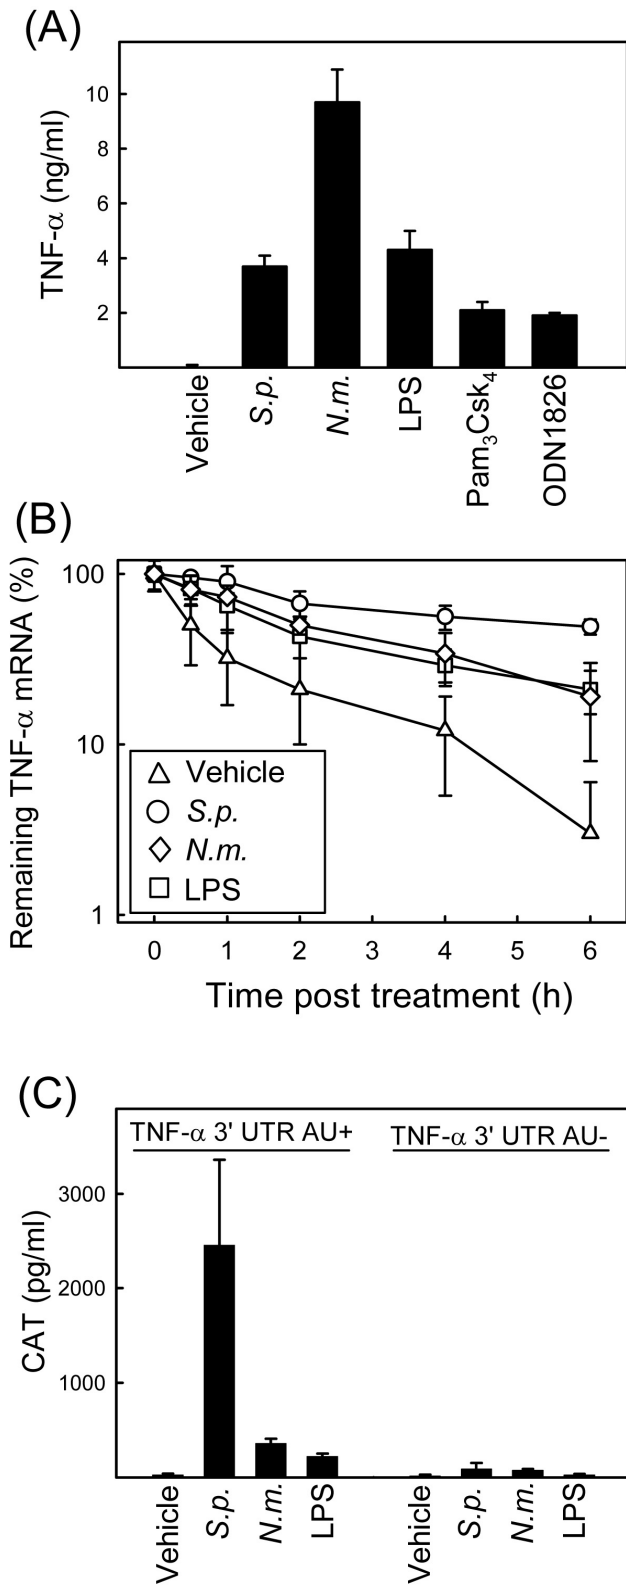 (A)
TNF-α (ng/ml)
10
8
6
4
2
Vehicle
S.p.
N.m.
LPS
Pam₃Csk₄
ODN1826
(B)
Remaining TNF-α mRNA (%)
100
10
1
Vehicle
S.p.
N.m.
LPS
0 1 2 3 4 5 6
Time post treatment (h)
(C)
CAT (pg/ml)
TNF-α 3' UTR AU+ TNF-α 3' UTR AU-
3000
2000
1000
Vehicle
S.p.
N.m.
LPS
Vehicle
S.p.
N.m.
LPS